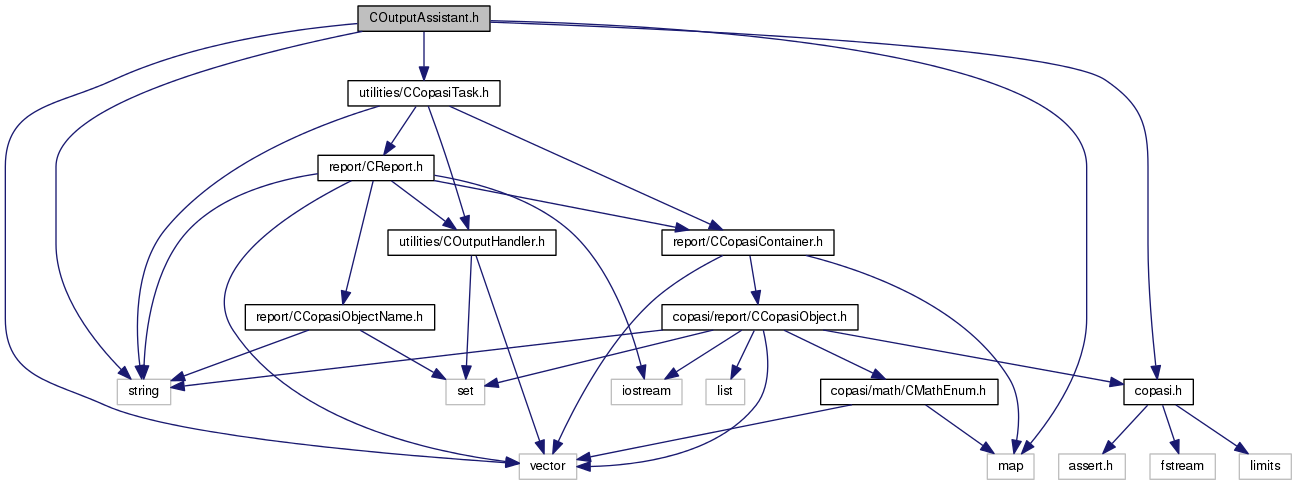 COutputAssistant.h
utilities/CCopasiTask.h
report/CReport.h
utilities/COutputHandler.h
report/CCopasiContainer.h
report/CCopasiObjectName.h
copasi/report/CCopasiObject.h
string
set
iostream
list
copasi/math/CMathEnum.h
copasi.h
vector
map
assert.h
fstream
limits